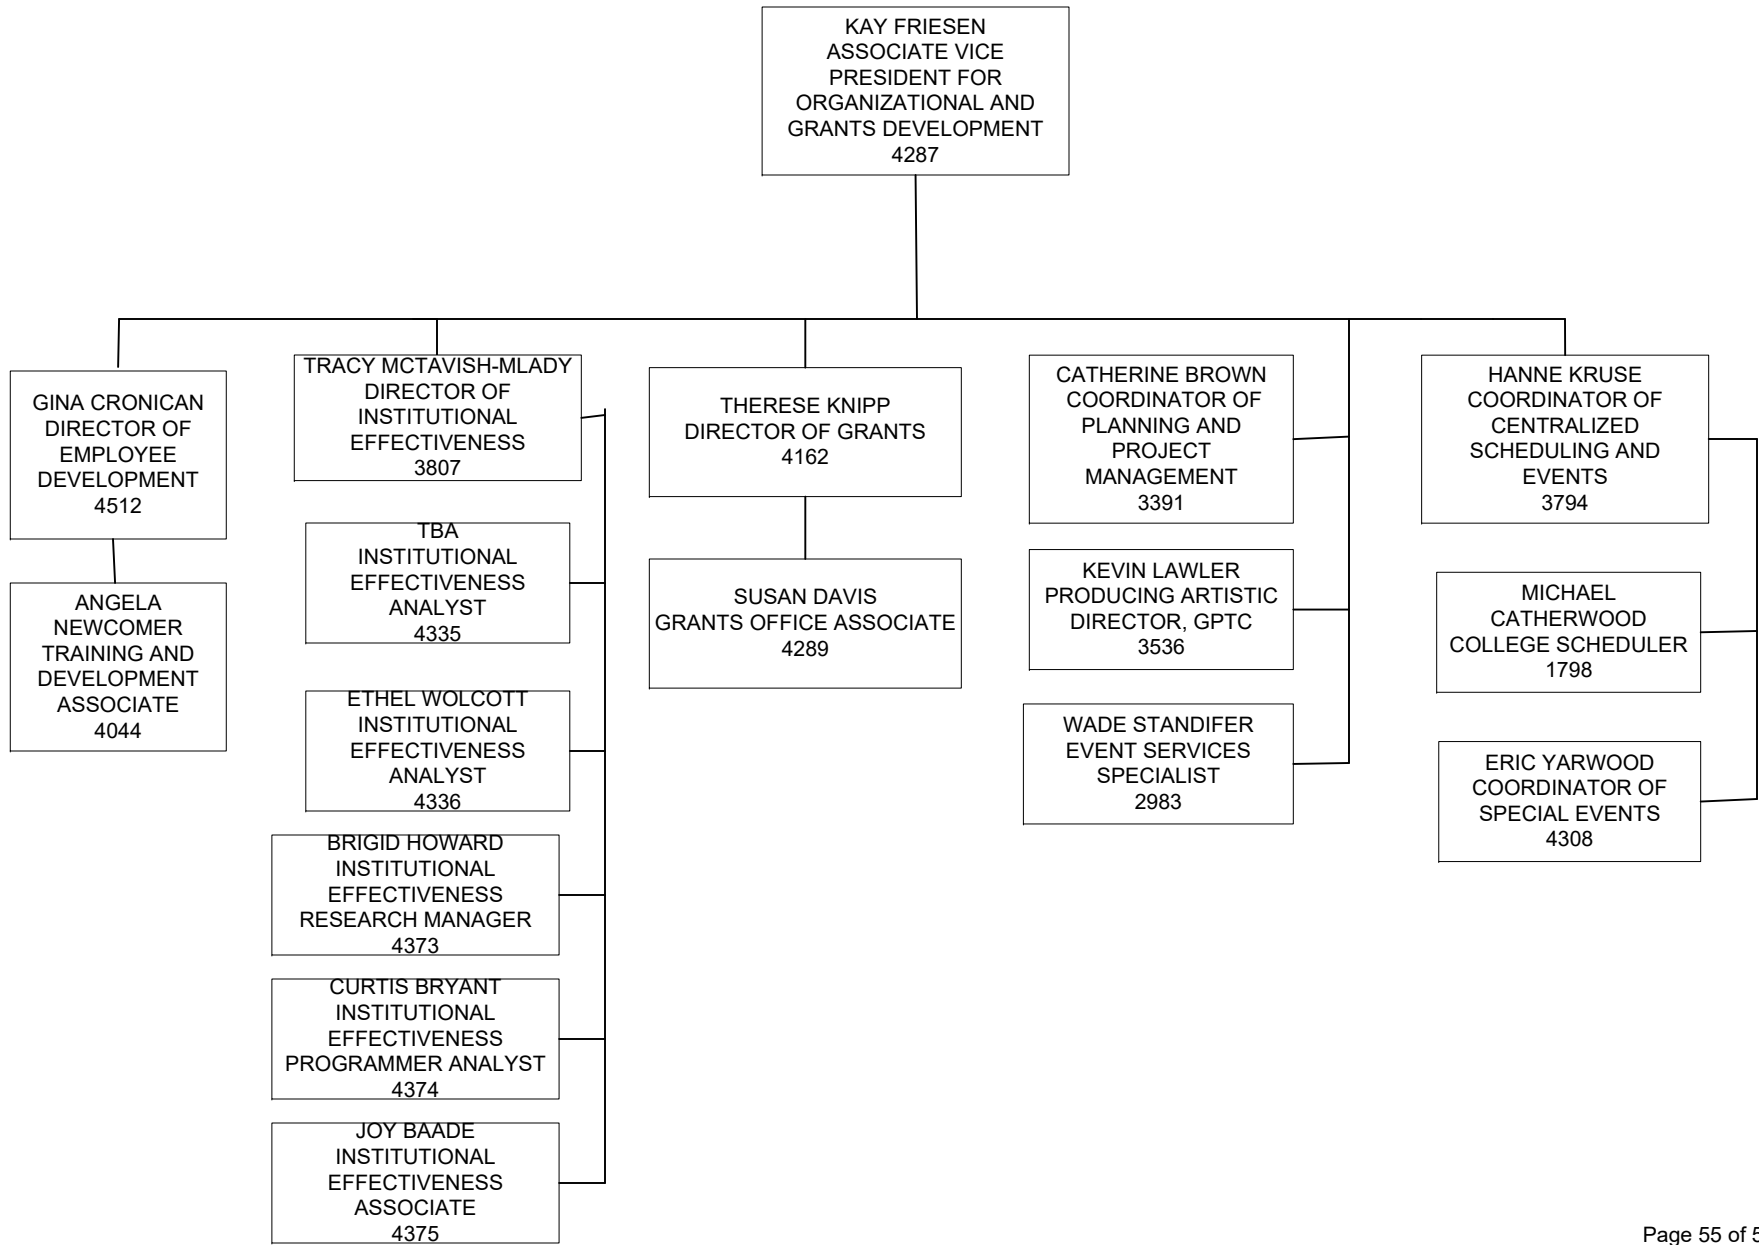 KAY FRIESEN
ASSOCIATE VICE
PRESIDENT FOR
ORGANIZATIONAL AND
GRANTS DEVELOPMENT
4287
GINA CRONICAN
DIRECTOR OF
EMPLOYEE
DEVELOPMENT
4512
ANGELA
NEWCOMER
TRAINING AND
DEVELOPMENT
ASSOCIATE
4044
TRACY MCTAVISH-MLADY
DIRECTOR OF
INSTITUTIONAL
EFFECTIVENESS
3807
TBA
INSTITUTIONAL
EFFECTIVENESS
ANALYST
4335
ETHEL WOLCOTT
INSTITUTIONAL
EFFECTIVENESS
ANALYST
4336
BRIGID HOWARD
INSTITUTIONAL
EFFECTIVENESS
RESEARCH MANAGER
4373
CURTIS BRYANT
INSTITUTIONAL
EFFECTIVENESS
PROGRAMMER ANALYST
4374
JOY BAADE
INSTITUTIONAL
EFFECTIVENESS
ASSOCIATE
4375
THERESE KNIPP
DIRECTOR OF GRANTS
4162
SUSAN DAVIS
GRANTS OFFICE ASSOCIATE
4289
CATHERINE BROWN
COORDINATOR OF
PLANNING AND
PROJECT
MANAGEMENT
3391
KEVIN LAWLER
PRODUCING ARTISTIC
DIRECTOR, GPTC
3536
WADE STANDIFER
EVENT SERVICES
SPECIALIST
2983
HANNE KRUSE
COORDINATOR OF
CENTRALIZED
SCHEDULING AND
EVENTS
3794
MICHAEL
CATHERWOOD
COLLEGE SCHEDULER
1798
ERIC YARWOOD
COORDINATOR OF
SPECIAL EVENTS
4308
Page 55 of